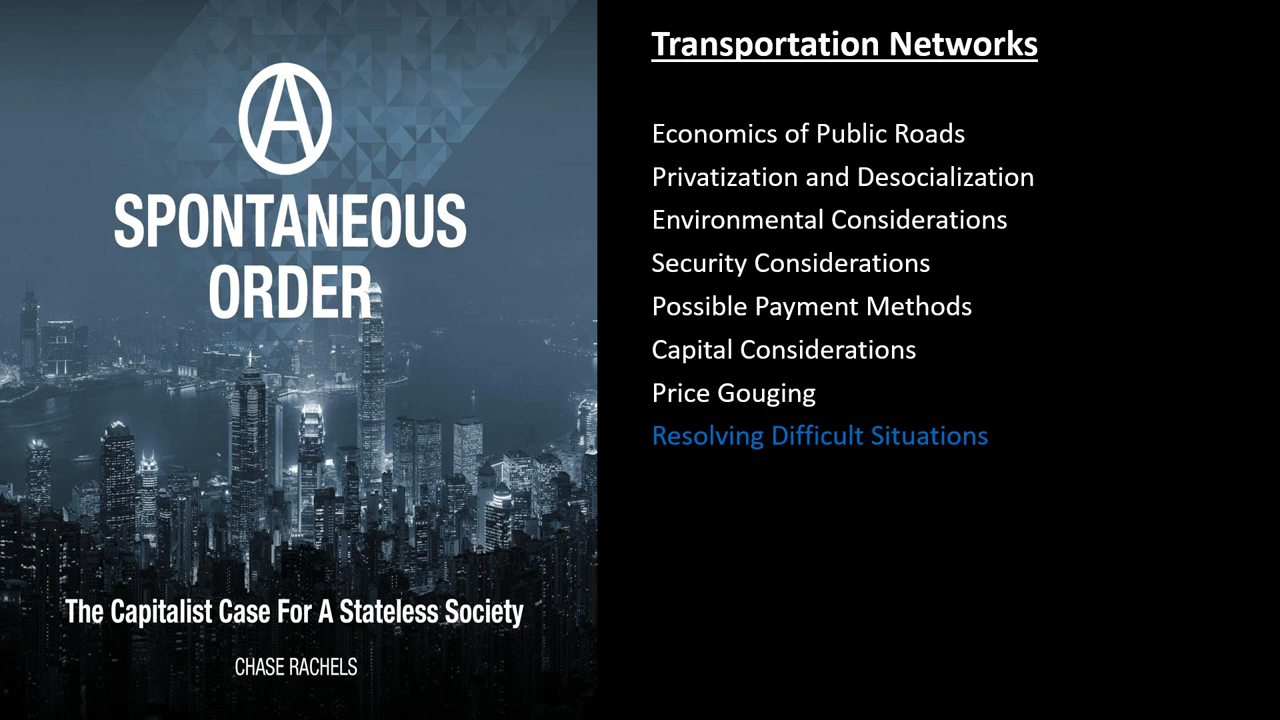 A
SPONTANEOUS
ORDER
The Capitalist Case For A Stateless Society
CHASE RACHELS
Transportation Networks
Economics of Public Roads
Privatization and Desocialization
Environmental Considerations
Security Considerations
Possible Payment Methods
Capital Considerations
Price Gouging
Resolving Difficult Situations